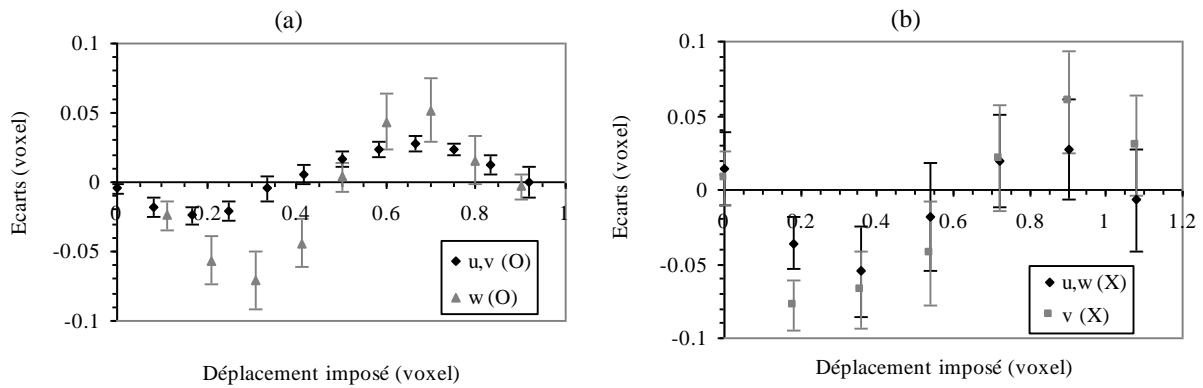 (a)
Ecarts (voxel)
0.1
0.05
0
-0.05
-0.1
0 0.2 0.4 0.6 0.8 1
u,v (O)
w (O)
Déplacement imposé (voxel)
(b)
Ecarts (voxel)
0.1
0.05
0
-0.05
-0.1
0 0.2 0.4 0.6 0.8 1 1.2
u,w (X)
v (X)
Déplacement imposé (voxel)